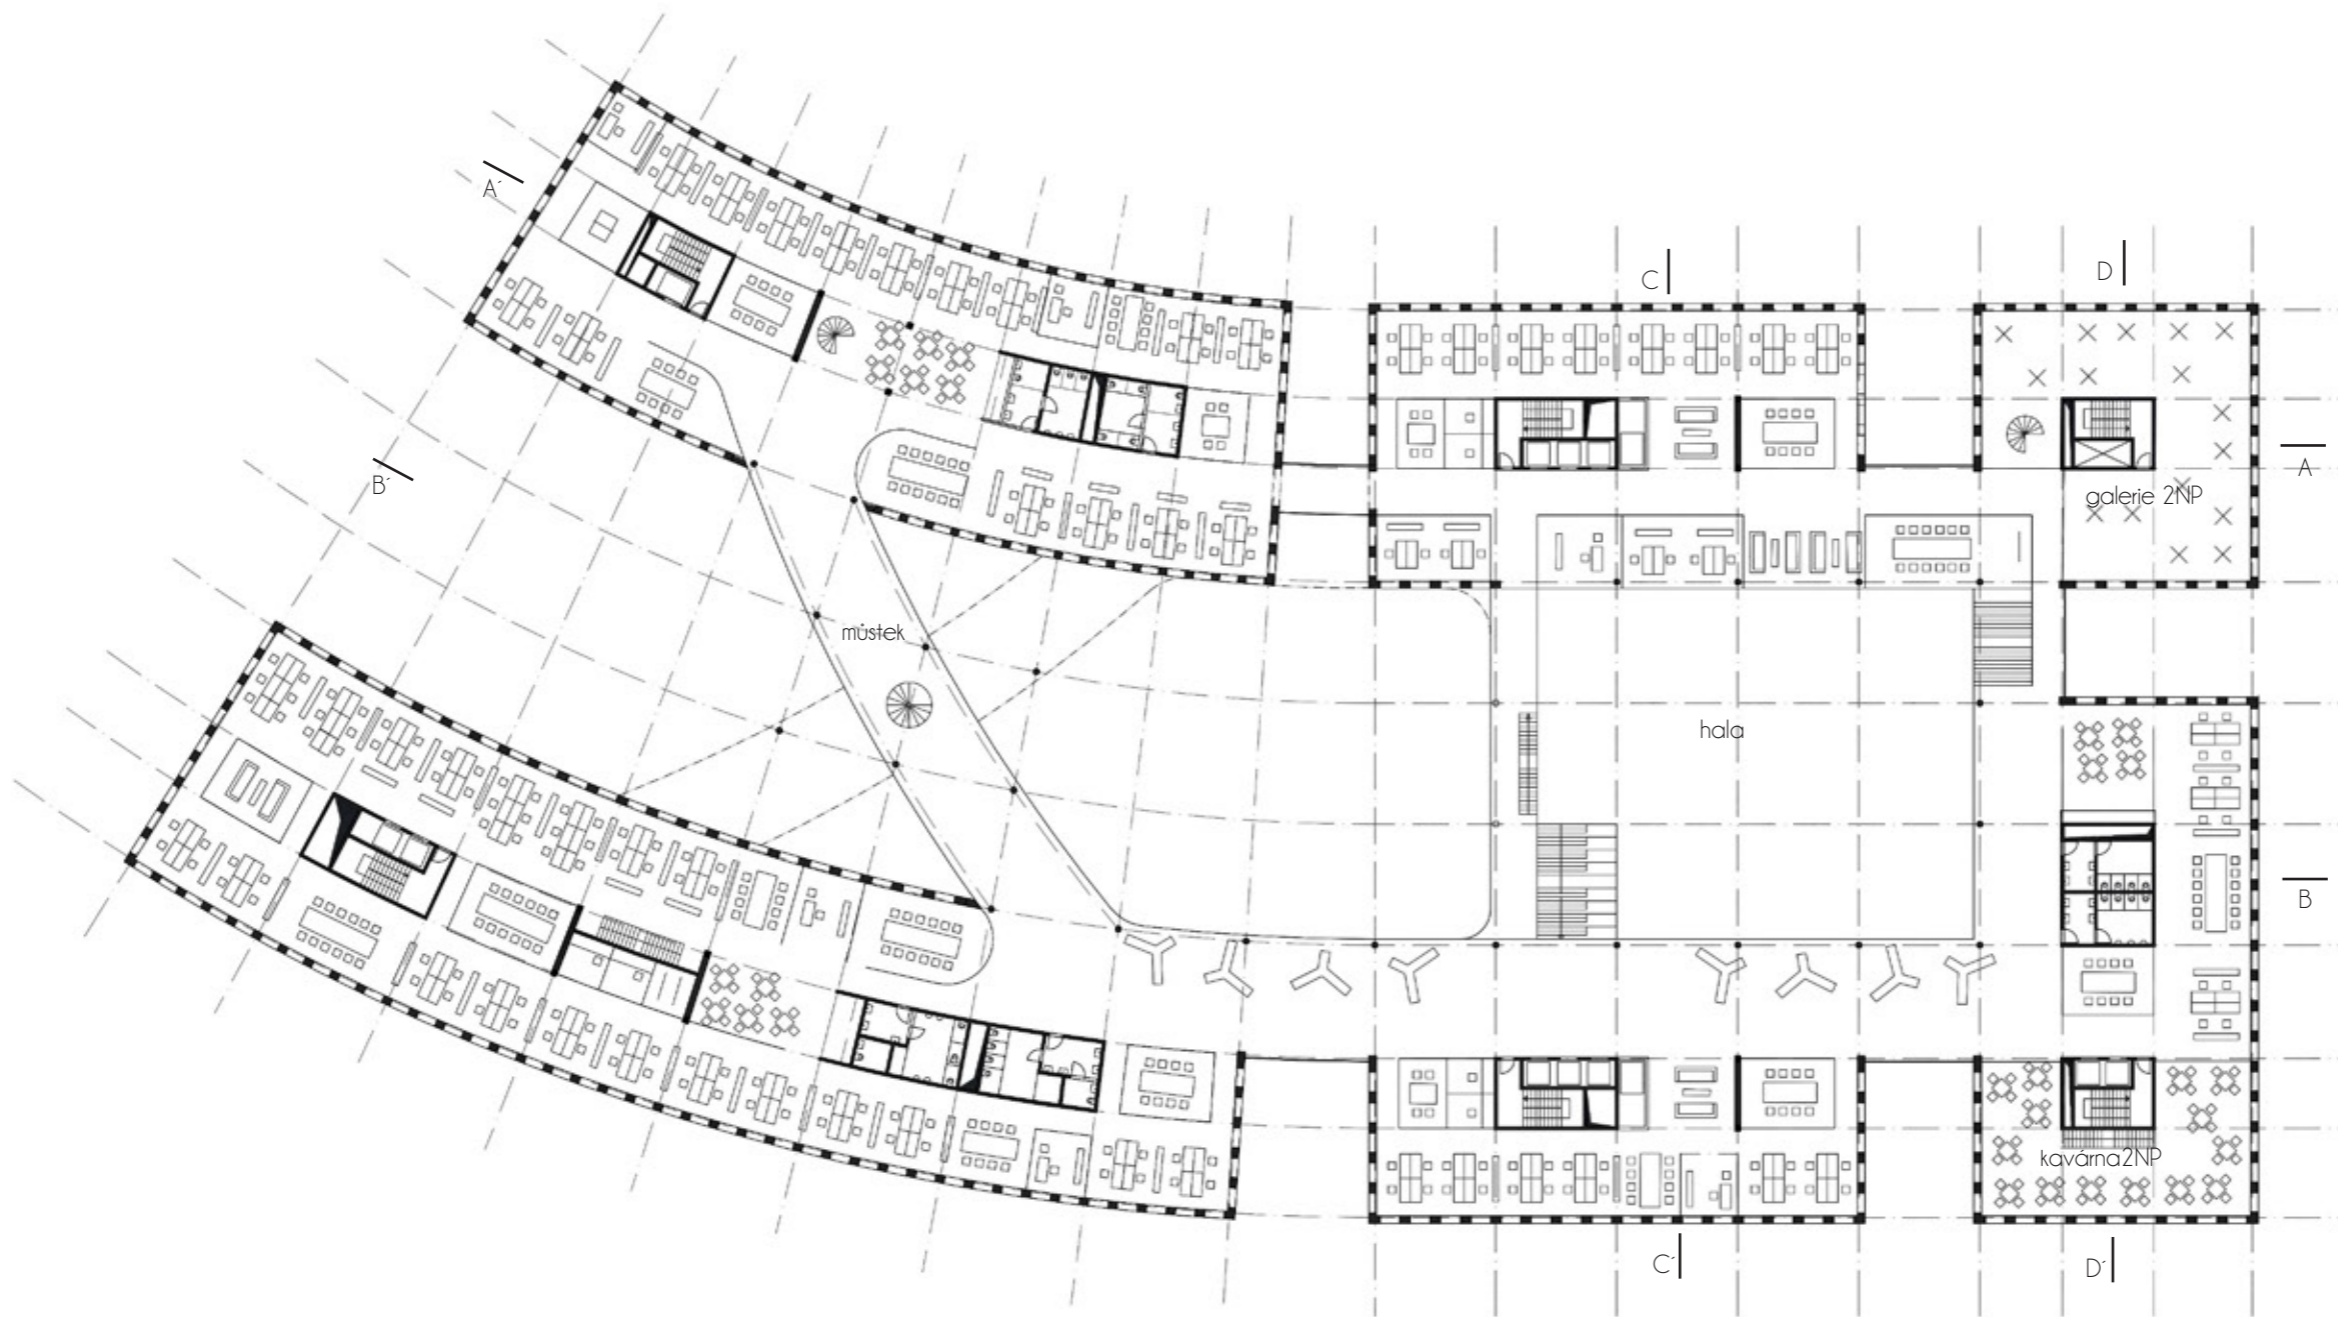 A´
B´
C
D
A
galerie 2NP
můstek
hala
B
kavárna2NP
C´
D´